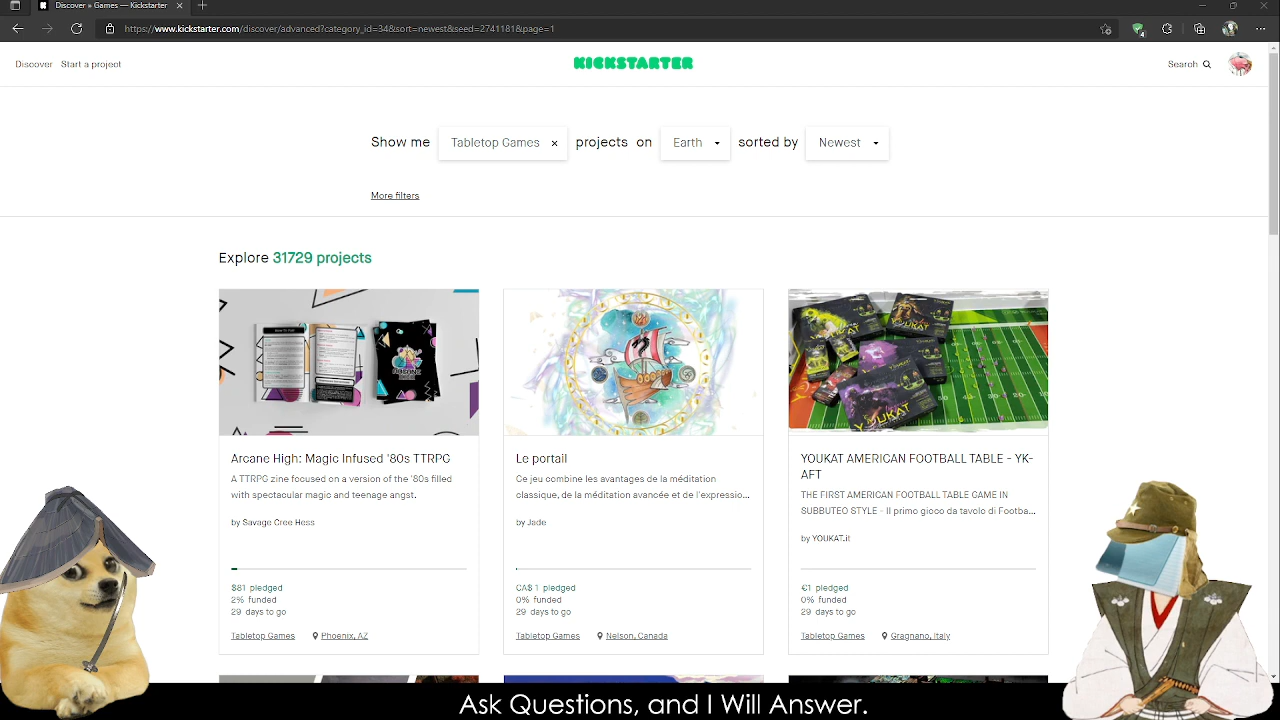 Discover » Games — Kickstarter
https://www.kickstarter.com/discover/advanced?category_id=34&sort=newest&seed=2741181&page=1
Discover Start a project KICKSTARTER Search
Show me Tabletop Games × projects on Earth sorted by Newest
More filters
Explore 31729 projects
YOUKAT
Arcane High: Magic Infused '80s TTRPG
A TTRPG zine focused on a version of the '80s filled
with spectacular magic and teenage angst.
by Savage Cree Hess
$81 pledged
2% funded
29 days to go
Tabletop Games Phoenix, AZ
Le portail
Ce jeu combine les avantages de la méditation
classique, de la méditation avancée et de l'expressio...
by Jade
CA$ 1 pledged
0% funded
29 days to go
Tabletop Games Nelson, Canada
YOUKAT AMERICAN FOOTBALL TABLE - YK-
AFT
THE FIRST AMERICAN FOOTBALL TABLE GAME IN
SUBBUTEO STYLE - Il primo gioco da tavolo di Footba...
by YOUKAT.it
€1 pledged
0% funded
29 days to go
Tabletop Games Gragnano, Italy
Ask Questions, and I Will Answer.